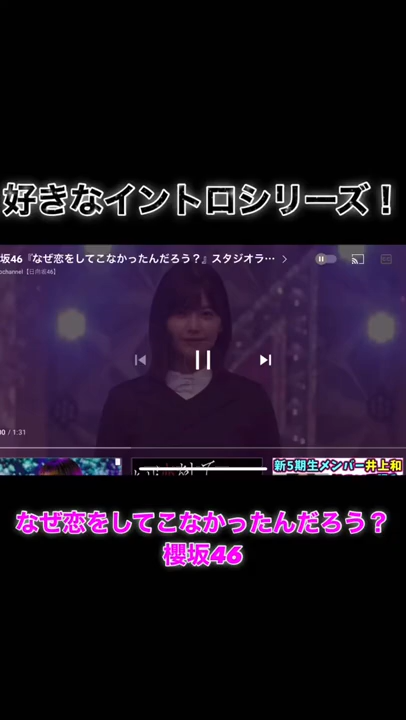 好きなイントロシリーズ！
坂46『なぜ恋をしてこなかったんだろう？』スタジオラ…
channel【日向坂46】
/ 1:31
新5期生メンバー井上和
なぜ恋をしてこなかったんだろう？
櫻坂46